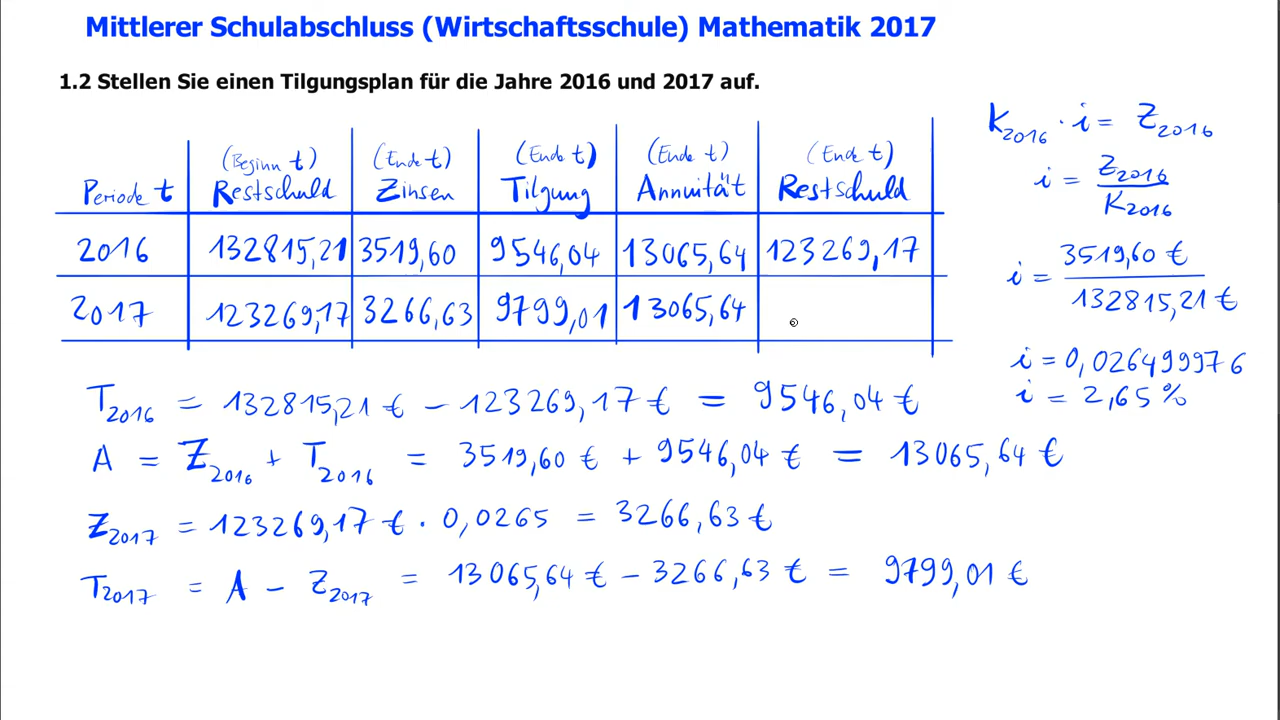 Mittlerer Schulabschluss (Wirtschaftsschule) Mathematik 2017
1.2 Stellen Sie einen Tilgungsplan für die Jahre 2016 und 2017 auf.
(Beginn t) (Ende t) (Ende t) (Ende t) (Ende t)
Periode t Restschuld Zinsen Tilgung Annuität Restschuld
2016 132815,21 3519,60 9546,04 13065,64 123269,17
2017 123269,17 3266,63 9799,01 13065,64
T2016 = 132815,21 € − 123269,17 € = 9546,04 €
A = Z2016 + T2016 = 3519,60 € + 9546,04 € = 13065,64 €
Z2017 = 123269,17 € · 0,0265 = 3266,63 €
T2017 = A − Z2017 = 13065,64 € − 3266,63 € = 9799,01 €
K2016 · i = Z2016
i = Z2016 / K2016
i = 3519,60 € / 132815,21 €
i = 0,026499976
i = 2,65 %